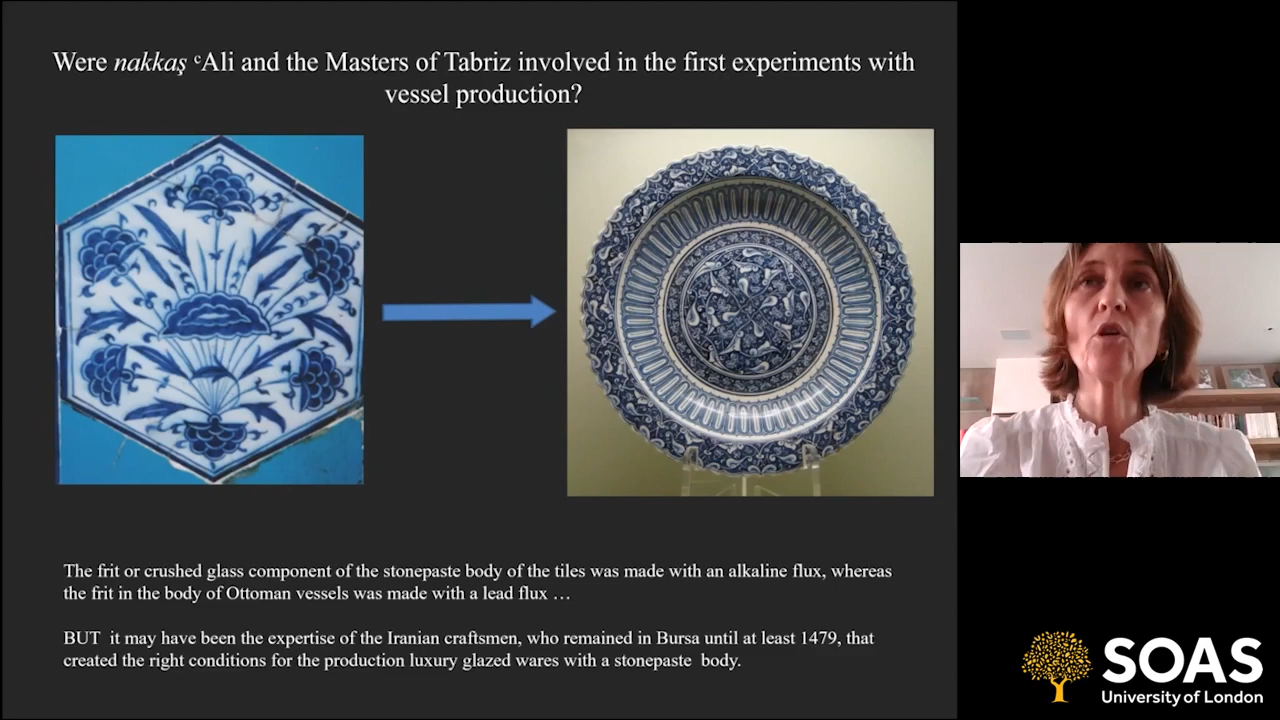 Were nakkaş ᶜAli and the Masters of Tabriz involved in the first experiments with
vessel production?
The frit or crushed glass component of the stonepaste body of the tiles was made with an alkaline flux, whereas
the frit in the body of Ottoman vessels was made with a lead flux …
BUT it may have been the expertise of the Iranian craftsmen, who remained in Bursa until at least 1479, that
created the right conditions for the production luxury glazed wares with a stonepaste body.
SOAS
University of London